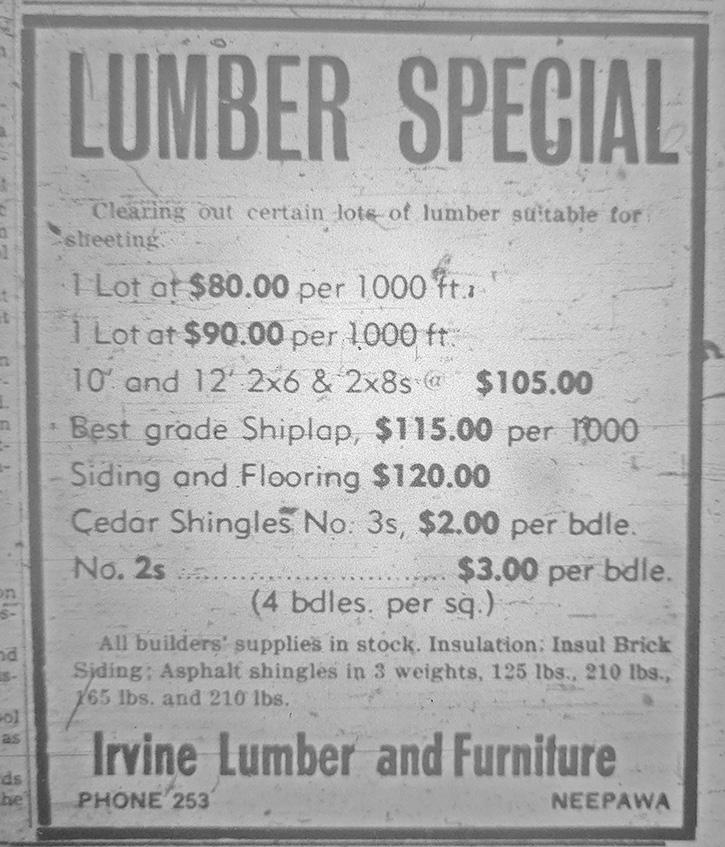 LUMBER SPECIAL
Clearing out certain lots of lumber suitable for
sheeting.
1 Lot at $80.00 per 1000 ft.
1 Lot at $90.00 per 1000 ft.
10' and 12' 2x6 & 2x8s @ $105.00
Best grade Shiplap, $115.00 per 1000
Siding and Flooring $120.00
Cedar Shingles No. 3s, $2.00 per bdle.
No. 2s .............................. $3.00 per bdle.
(4 bdles. per sq.)
All builders' supplies in stock. Insulation; Insul Brick
Siding; Asphalt shingles in 3 weights, 125 lbs., 210 lbs.,
165 lbs. and 210 lbs.
Irvine Lumber and Furniture
PHONE 253 NEEPAWA